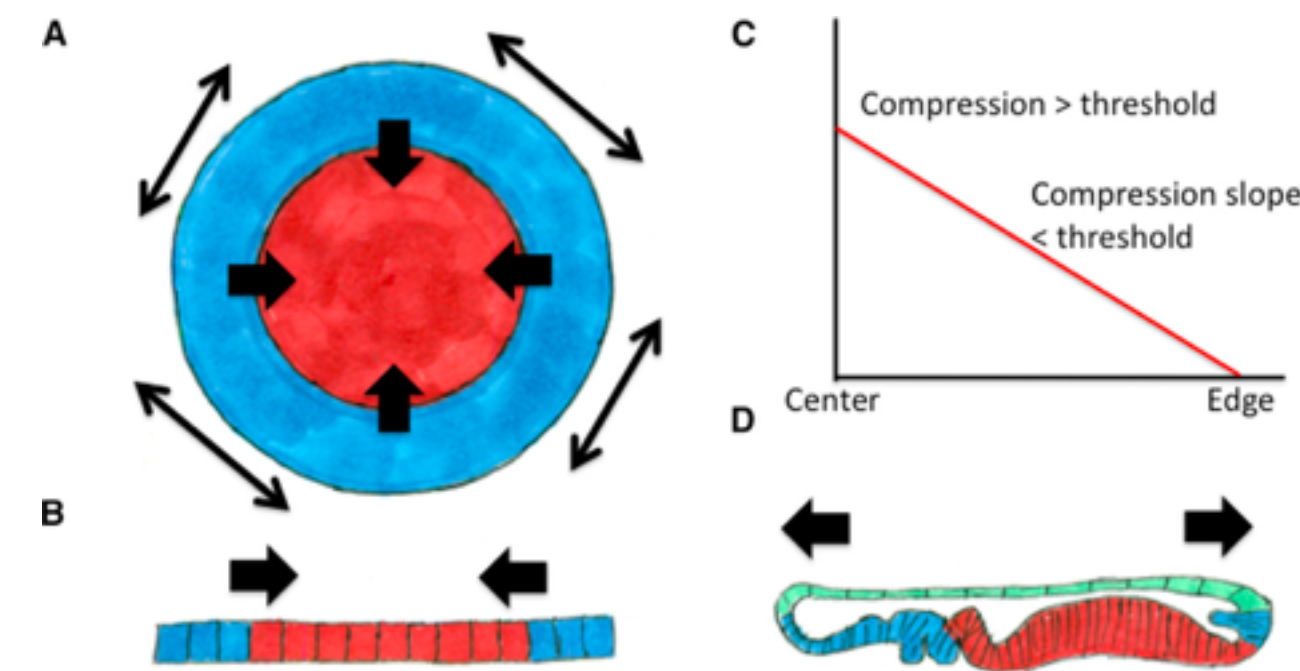 A
C
Compression > threshold
Compression slope
< threshold
Center
Edge
B
D